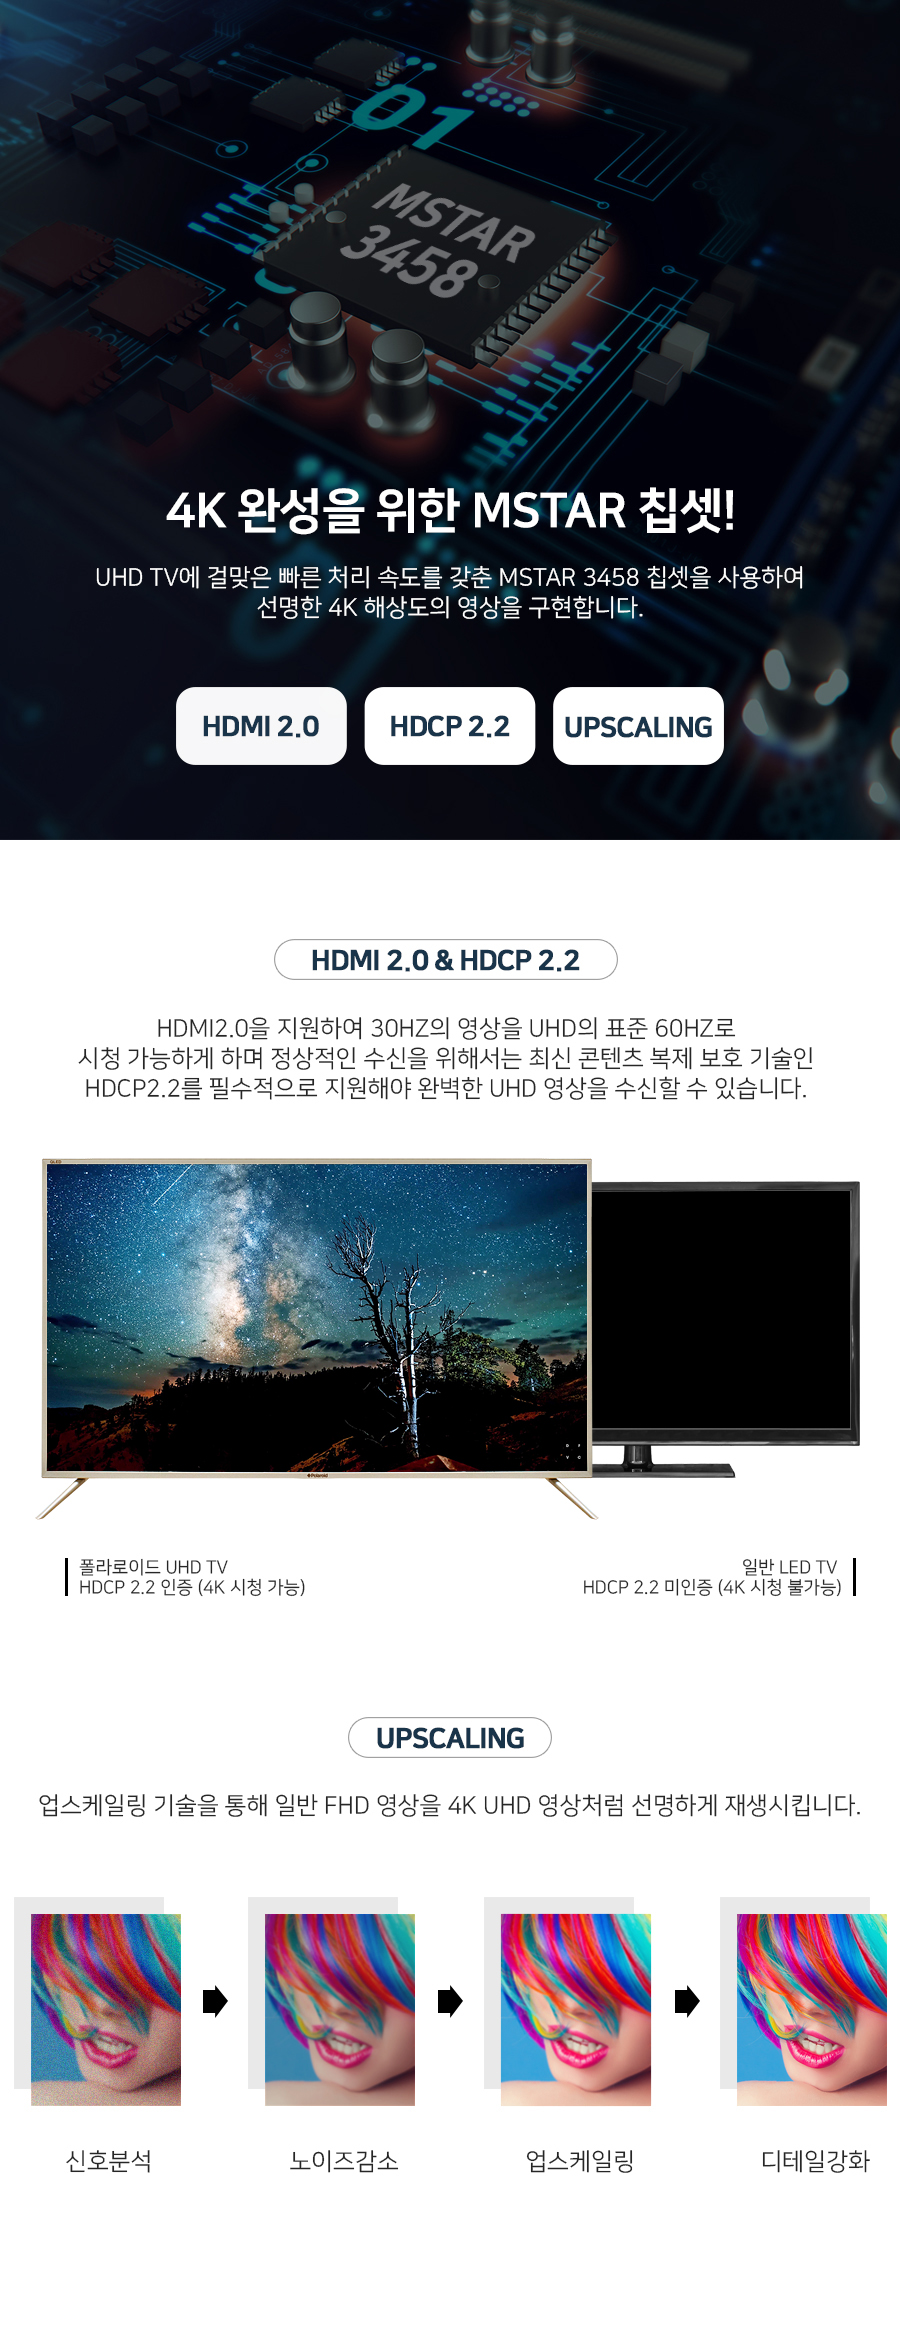 01
MSTAR
3458
4K 완성을 위한 MSTAR 칩셋!
UHD TV에 걸맞은 빠른 처리 속도를 갖춘 MSTAR 3458 칩셋을 사용하여
선명한 4K 해상도의 영상을 구현합니다.
HDMI 2.0
HDCP 2.2
UPSCALING
HDMI 2.0 & HDCP 2.2
HDMI2.0을 지원하여 30HZ의 영상을 UHD의 표준 60HZ로
시청 가능하게 하며 정상적인 수신을 위해서는 최신 콘텐츠 복제 보호 기술인
HDCP2.2를 필수적으로 지원해야 완벽한 UHD 영상을 수신할 수 있습니다.
QLED
Polaroid
폴라로이드 UHD TV
HDCP 2.2 인증 (4K 시청 가능)
일반 LED TV
HDCP 2.2 미인증 (4K 시청 불가능)
UPSCALING
업스케일링 기술을 통해 일반 FHD 영상을 4K UHD 영상처럼 선명하게 재생시킵니다.
신호분석
노이즈감소
업스케일링
디테일강화